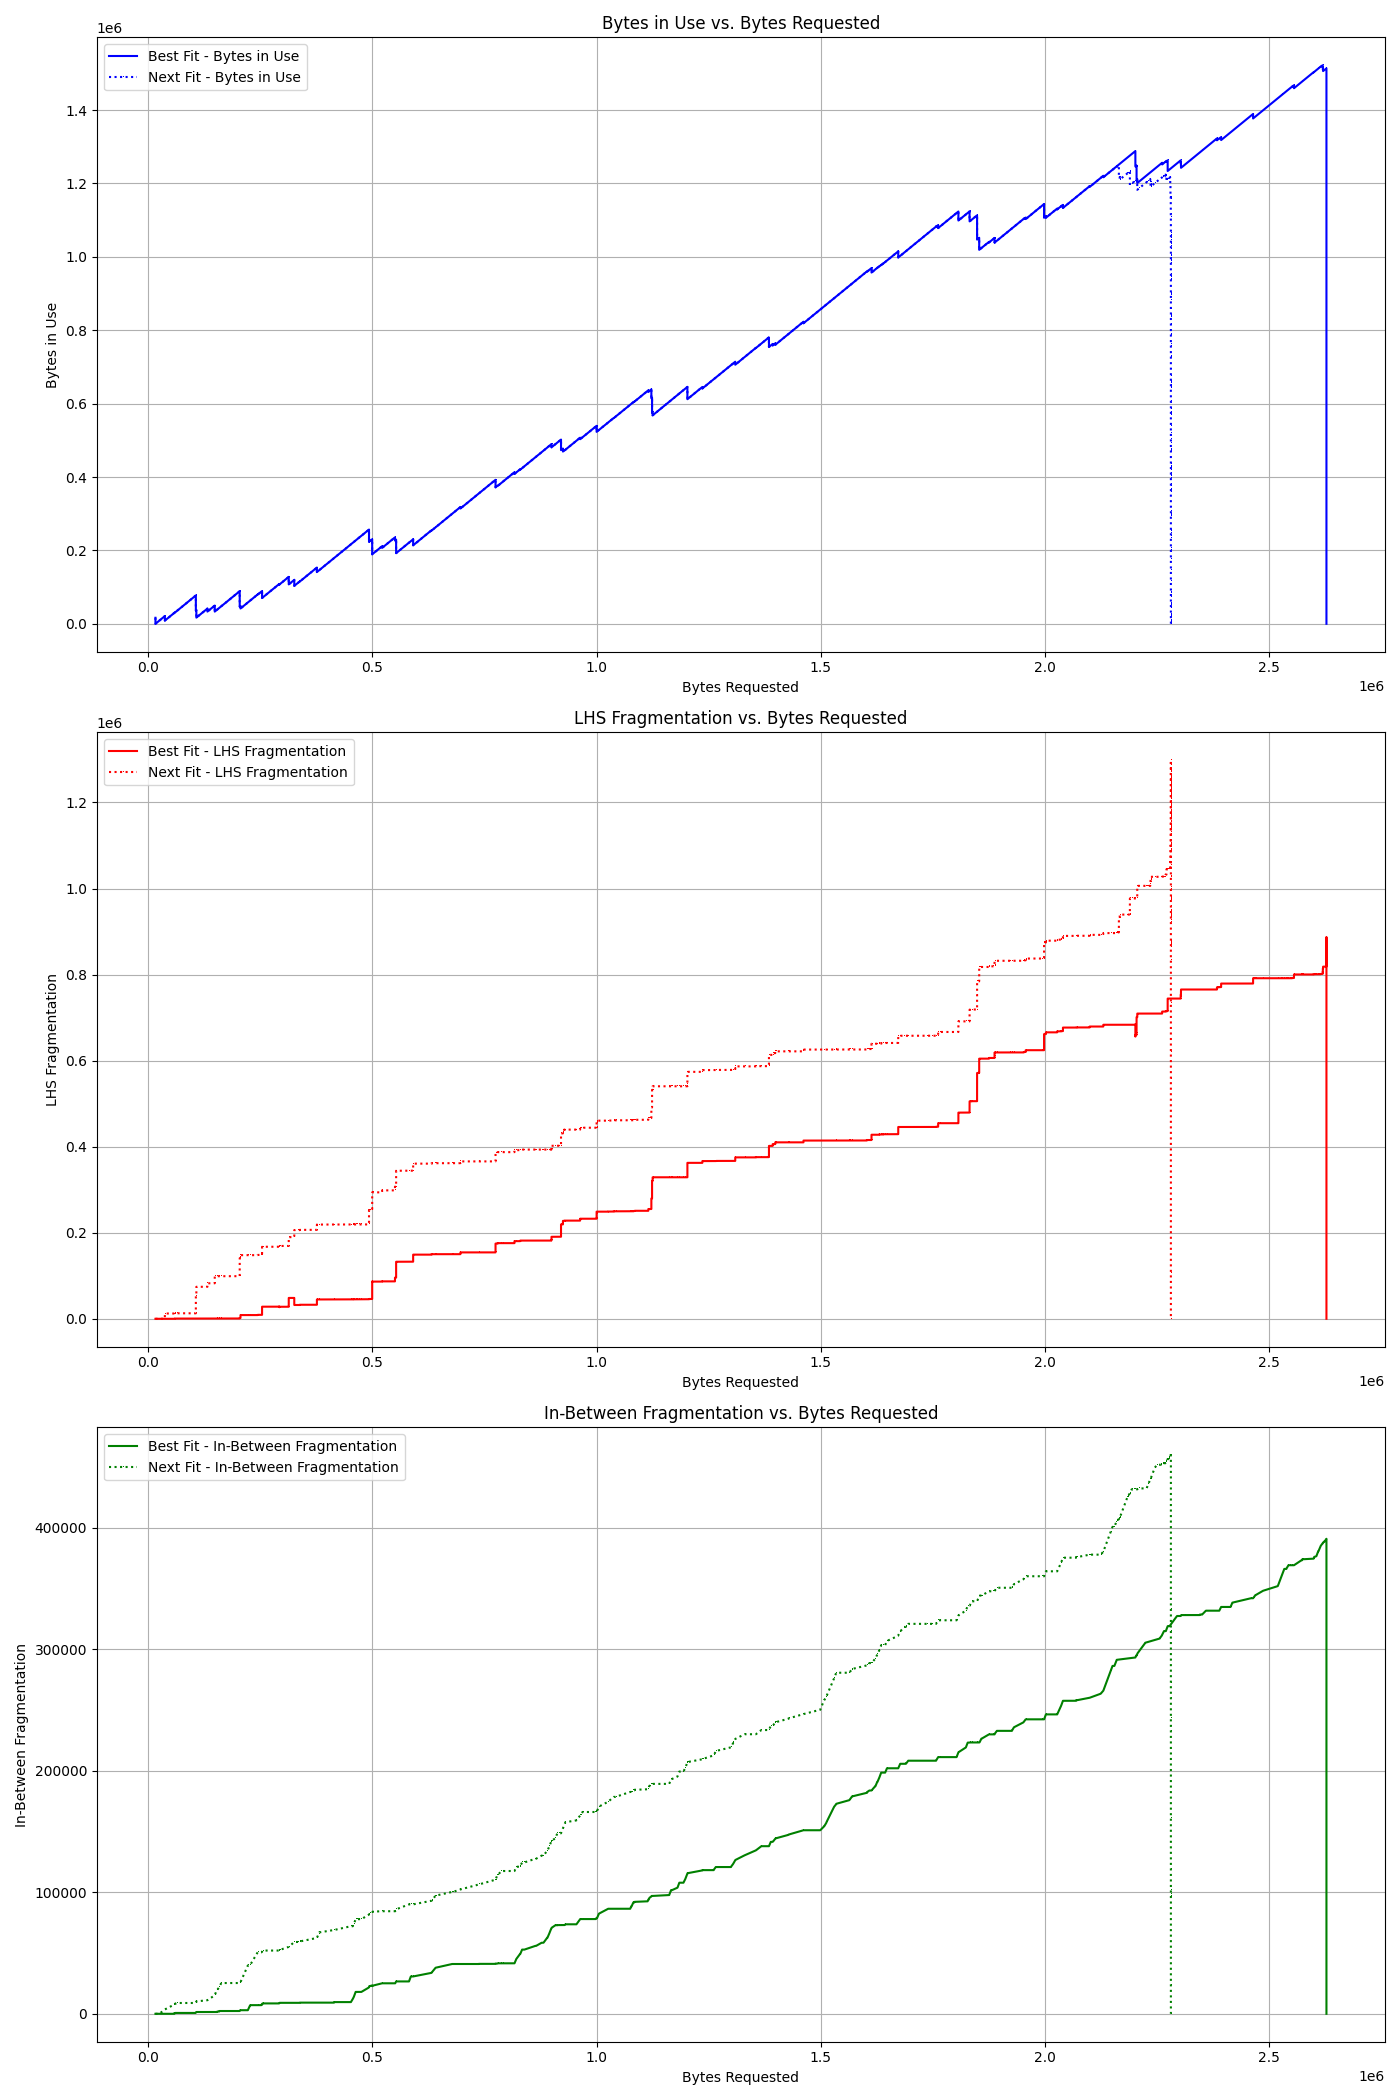 Bytes in Use vs. Bytes Requested
1e6
Best Fit - Bytes in Use
Next Fit - Bytes in Use
1.4
1.2
1.0
0.8
0.6
0.4
0.2
0.0
Bytes in Use
0.0 0.5 1.0 1.5 2.0 2.5
Bytes Requested
1e6
LHS Fragmentation vs. Bytes Requested
1e6
Best Fit - LHS Fragmentation
Next Fit - LHS Fragmentation
1.2
1.0
0.8
0.6
0.4
0.2
0.0
LHS Fragmentation
0.0 0.5 1.0 1.5 2.0 2.5
Bytes Requested
1e6
In-Between Fragmentation vs. Bytes Requested
Best Fit - In-Between Fragmentation
Next Fit - In-Between Fragmentation
400000
300000
200000
100000
0
In-Between Fragmentation
0.0 0.5 1.0 1.5 2.0 2.5
Bytes Requested
1e6